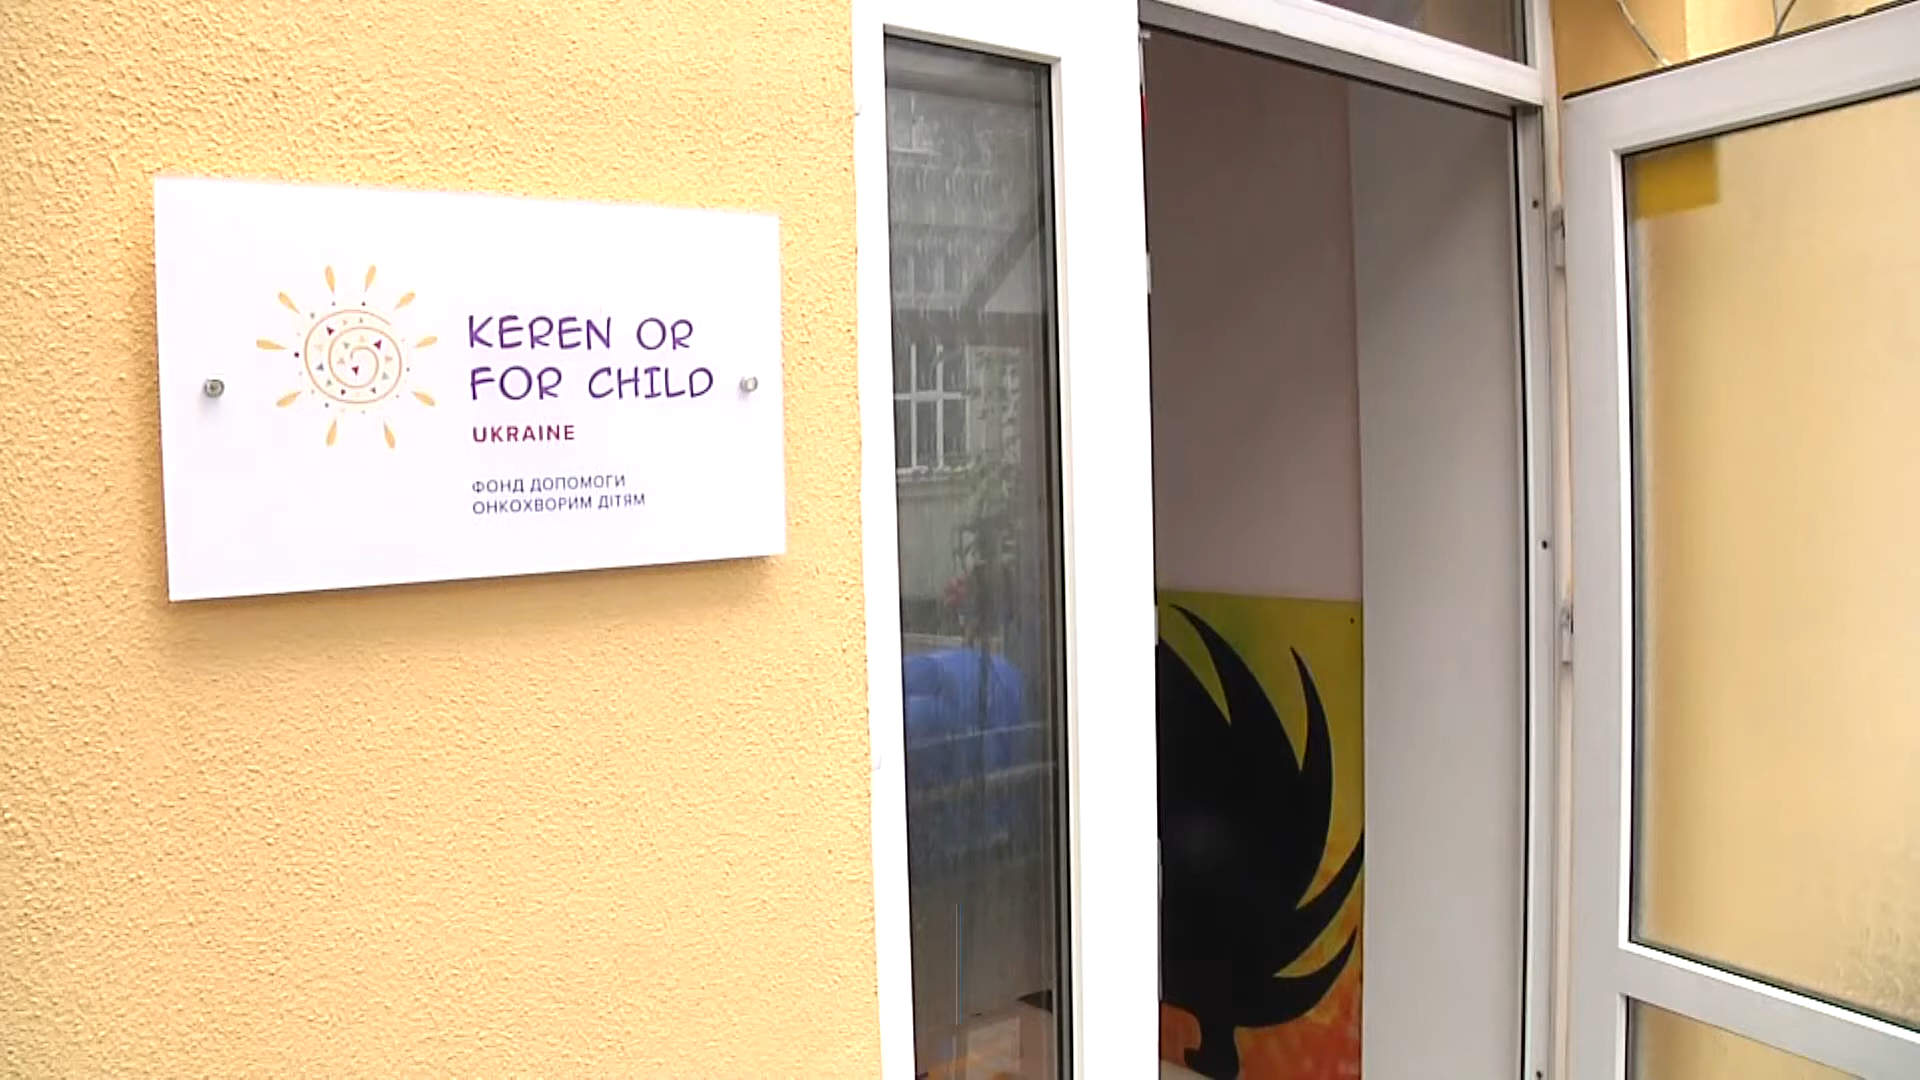 KEREN OR
FOR CHILD
UKRAINE
ФОНД ДОПОМОГИ
ОНКОХВОРИМ ДІТЯМ